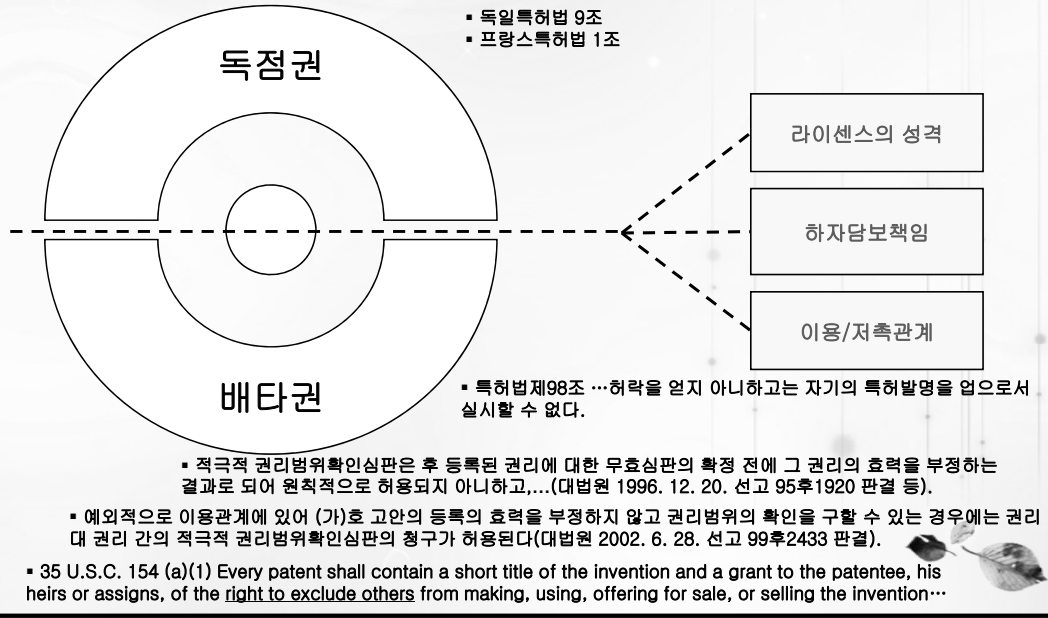 ▪ 독일특허법 9조
▪ 프랑스특허법 1조
독점권
라이센스의 성격
하자담보책임
이용/저촉관계
배타권
▪ 특허법제98조 …허락을 얻지 아니하고는 자기의 특허발명을 업으로서
실시할 수 없다.
▪ 적극적 권리범위확인심판은 후 등록된 권리에 대한 무효심판의 확정 전에 그 권리의 효력을 부정하는
결과로 되어 원칙적으로 허용되지 아니하고,…(대법원 1996. 12. 20. 선고 95후1920 판결 등).
▪ 예외적으로 이용관계에 있어 (가)호 고안의 등록의 효력을 부정하지 않고 권리범위의 확인을 구할 수 있는 경우에는 권리
대 권리 간의 적극적 권리범위확인심판의 청구가 허용된다(대법원 2002. 6. 28. 선고 99후2433 판결).
▪ 35 U.S.C. 154 (a)(1) Every patent shall contain a short title of the invention and a grant to the patentee, his
heirs or assigns, of the right to exclude others from making, using, offering for sale, or selling the invention…